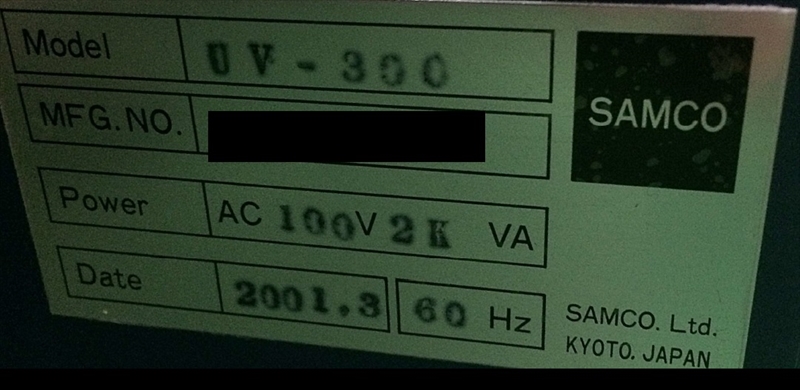 Model UV-300
SAMCO
MFG.NO.
Power AC 100V 2K VA
Date 2001.3 60 Hz
SAMCO. Ltd.
KYOTO. JAPAN